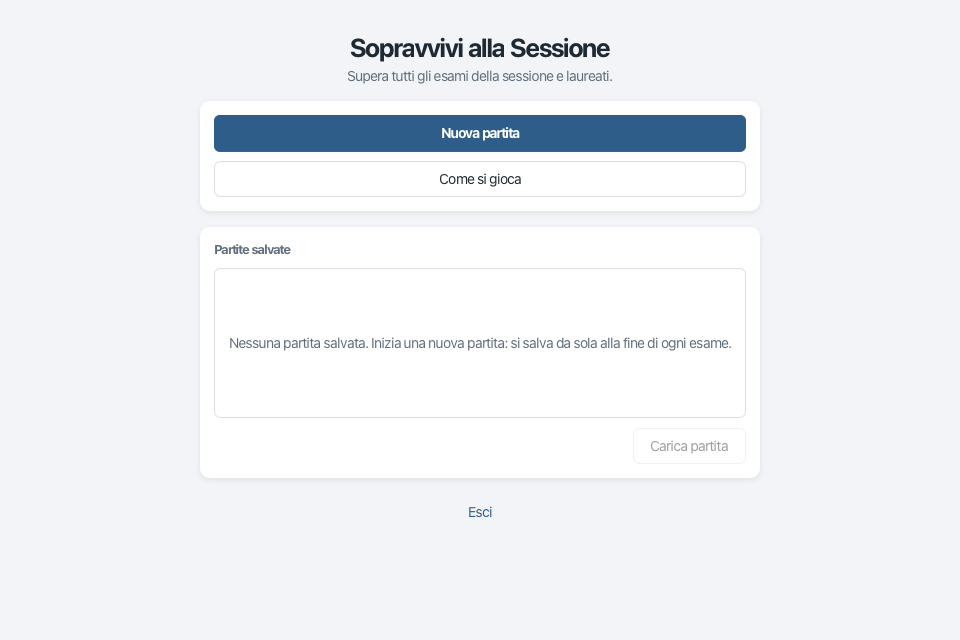 Sopravvivi alla Sessione
Supera tutti gli esami della sessione e laureati.
Nuova partita
Come si gioca
Partite salvate
Nessuna partita salvata. Inizia una nuova partita: si salva da sola alla fine di ogni esame.
Carica partita
Esci